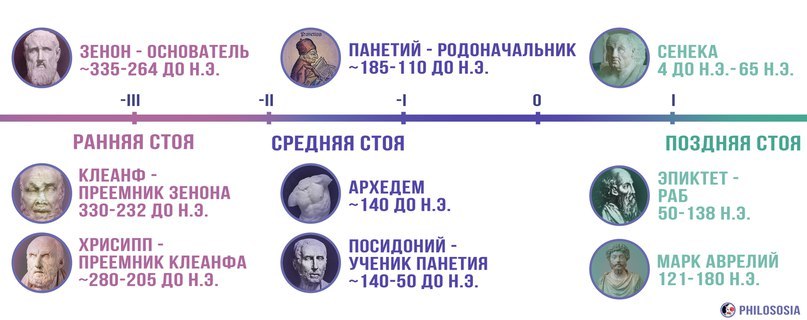 ЗЕНОН - ОСНОВАТЕЛЬ
~335-264 ДО Н.Э.
ПАНЕТИЙ - РОДОНАЧАЛЬНИК
~185-110 ДО Н.Э.
СЕНЕКА
4 ДО Н.Э.- 65 Н.Э.
-III
-II
-I
0
I
РАННЯЯ СТОЯ
СРЕДНЯЯ СТОЯ
ПОЗДНЯЯ СТОЯ
КЛЕАНФ -
ПРЕЕМНИК ЗЕНОНА
330-232 ДО Н.Э.
АРХЕДЕМ
~140 ДО Н.Э.
ЭПИКТЕТ -
РАБ
50-138 Н.Э.
ХРИСИПП -
ПРЕЕМНИК КЛЕАНФА
~280-205 ДО Н.Э.
ПОСИДОНИЙ -
УЧЕНИК ПАНЕТИЯ
~140-50 ДО Н.Э.
МАРК АВРЕЛИЙ
121-180 Н.Э.
PHILOSOSIA